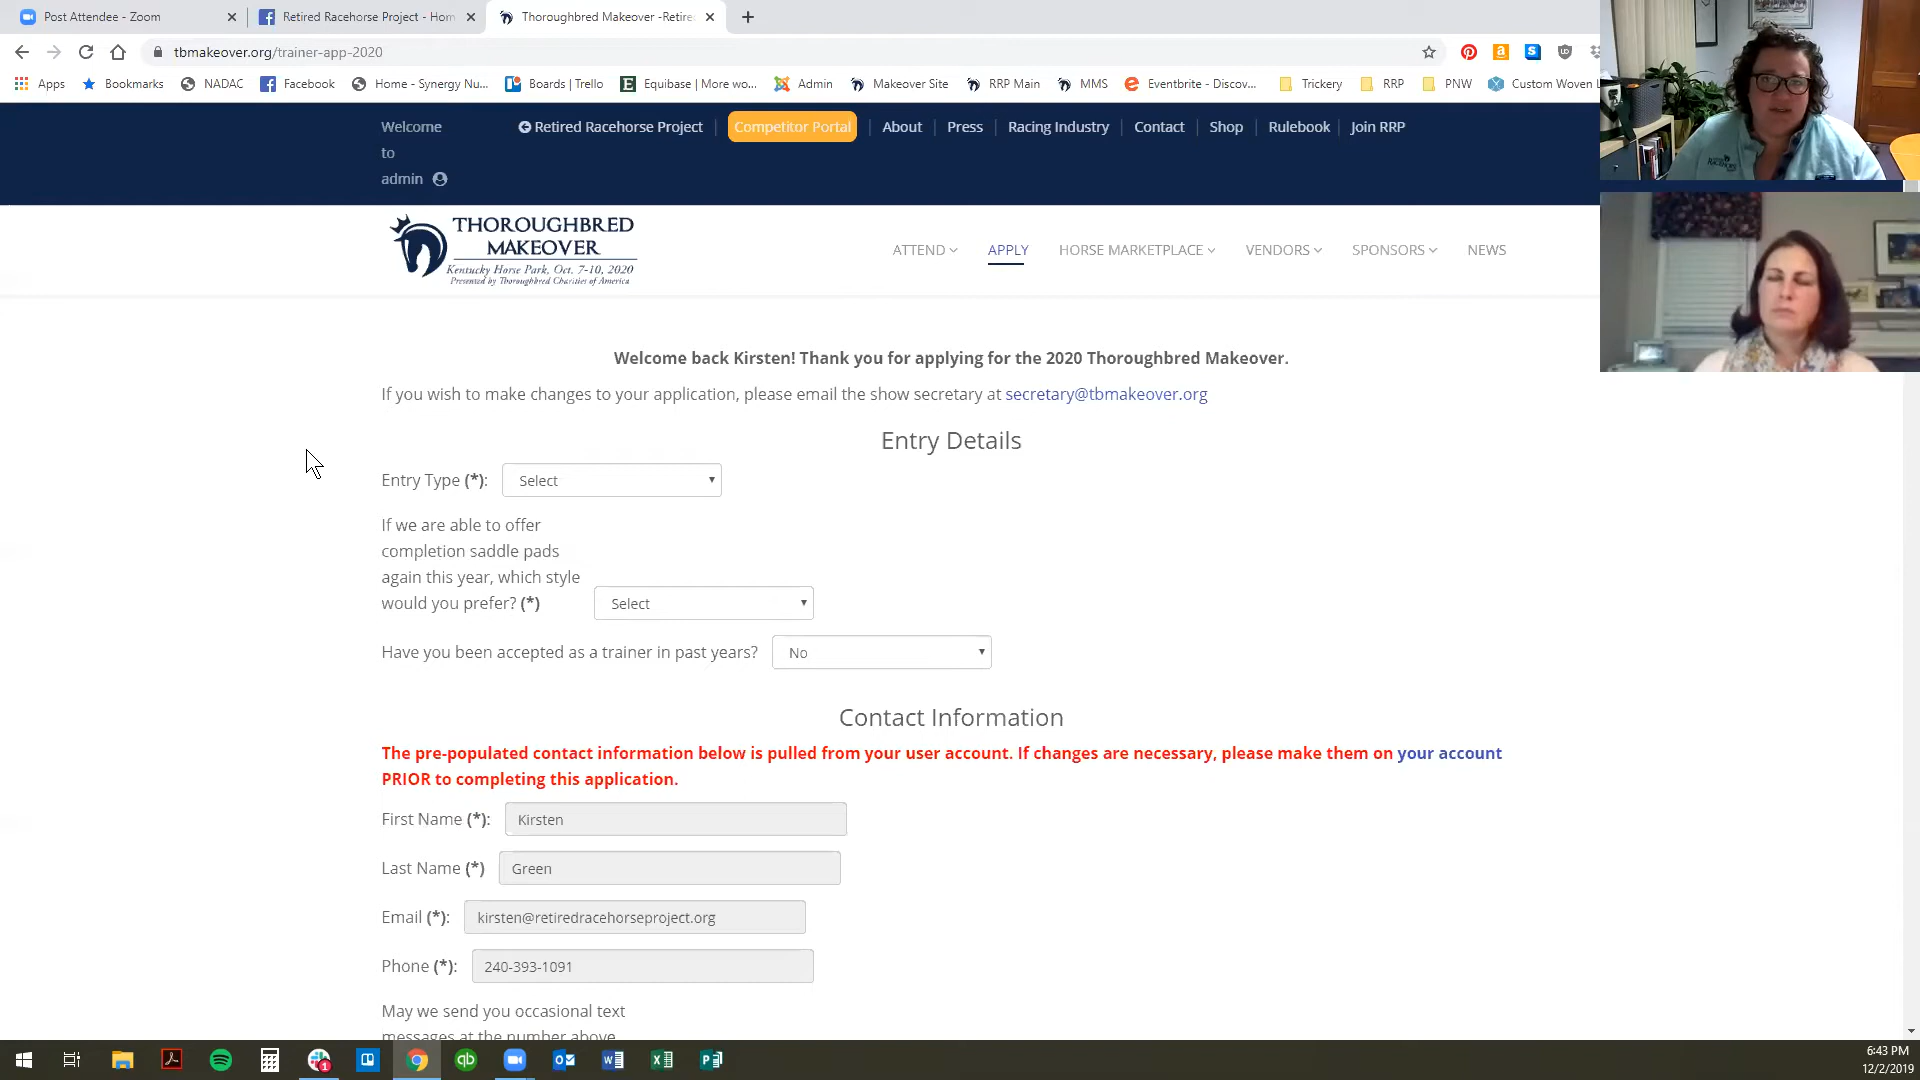 Post Attendee - Zoom
Retired Racehorse Project - Hom
Thoroughbred Makeover -Retire
tbmakeover.org/trainer-app-2020
Apps
Bookmarks
NADAC
Facebook
Home - Synergy Nu...
Boards | Trello
Equibase | More wo...
Admin
Makeover Site
RRP Main
MMS
Eventbrite - Discov...
Trickery
RRP
PNW
Custom Woven L
Welcome
to
admin
Retired Racehorse Project
Competitor Portal
About
Press
Racing Industry
Contact
Shop
Rulebook
Join RRP
THOROUGHBRED
MAKEOVER
Kentucky Horse Park, Oct. 7-10, 2020
Presented by Thoroughbred Charities of America
ATTEND
APPLY
HORSE MARKETPLACE
VENDORS
SPONSORS
NEWS
Welcome back Kirsten! Thank you for applying for the 2020 Thoroughbred Makeover.
If you wish to make changes to your application, please email the show secretary at secretary@tbmakeover.org
Entry Details
Entry Type (*): Select
If we are able to offer
completion saddle pads
again this year, which style
would you prefer? (*) Select
Have you been accepted as a trainer in past years? No
Contact Information
The pre-populated contact information below is pulled from your user account. If changes are necessary, please make them on your account
PRIOR to completing this application.
First Name (*): Kirsten
Last Name (*) Green
Email (*): kirsten@retiredracehorseproject.org
Phone (*): 240-393-1091
May we send you occasional text
messages at the number above
6:43 PM
12/2/2019